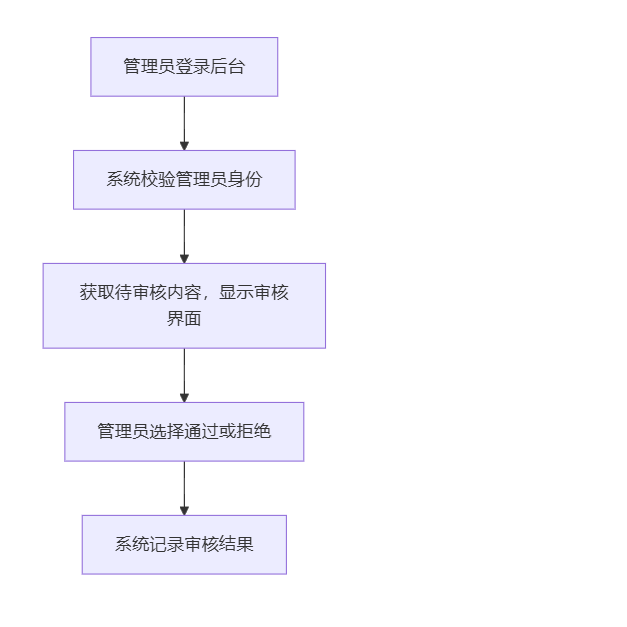 管理员登录后台
系统校验管理员身份
获取待审核内容，显示审核
界面
管理员选择通过或拒绝
系统记录审核结果